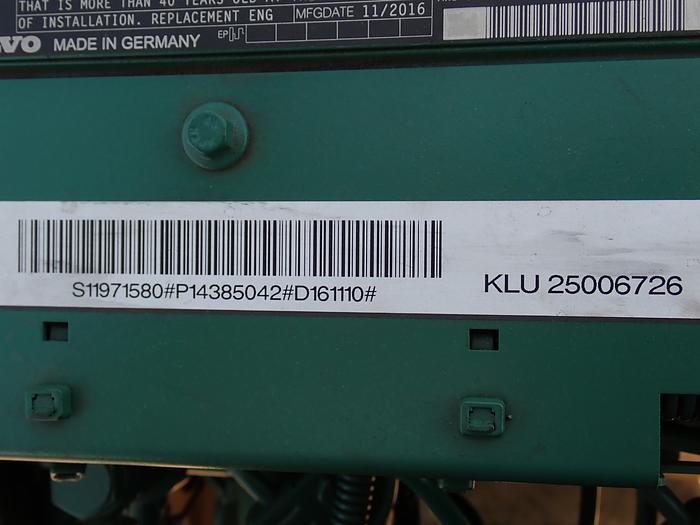 THAT IS MORE THAN 40 YEARS OLD
OF INSTALLATION. REPLACEMENT ENG
MFGDATE 11/2016
EP
MADE IN GERMANY
S11971580#P14385042#D161110#
KLU 25006726